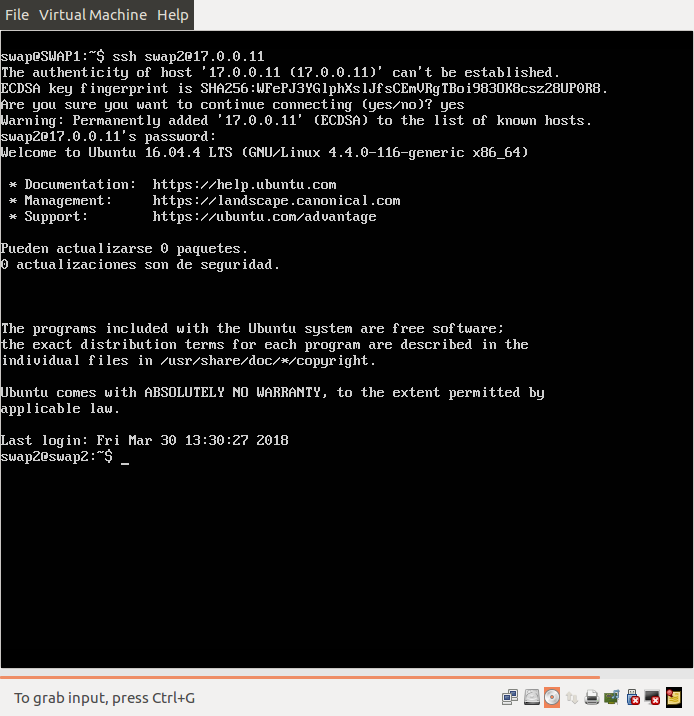 File Virtual Machine Help
swap@SWAP1:~$ ssh swap2@17.0.0.11
The authenticity of host '17.0.0.11 (17.0.0.11)' can't be established.
ECDSA key fingerprint is SHA256:WFePJ3YGlphXslJfsCEmVRgTBoi983OK8csz28UP0R8.
Are you sure you want to continue connecting (yes/no)? yes
Warning: Permanently added '17.0.0.11' (ECDSA) to the list of known hosts.
swap2@17.0.0.11's password:
Welcome to Ubuntu 16.04.4 LTS (GNU/Linux 4.4.0-116-generic x86_64)
* Documentation: https://help.ubuntu.com
* Management: https://landscape.canonical.com
* Support: https://ubuntu.com/advantage
Pueden actualizarse 0 paquetes.
0 actualizaciones son de seguridad.
The programs included with the Ubuntu system are free software;
the exact distribution terms for each program are described in the
individual files in /usr/share/doc/*/copyright.
Ubuntu comes with ABSOLUTELY NO WARRANTY, to the extent permitted by
applicable law.
Last login: Fri Mar 30 13:30:27 2018
swap2@swap2:~$ _
To grab input, press Ctrl+G